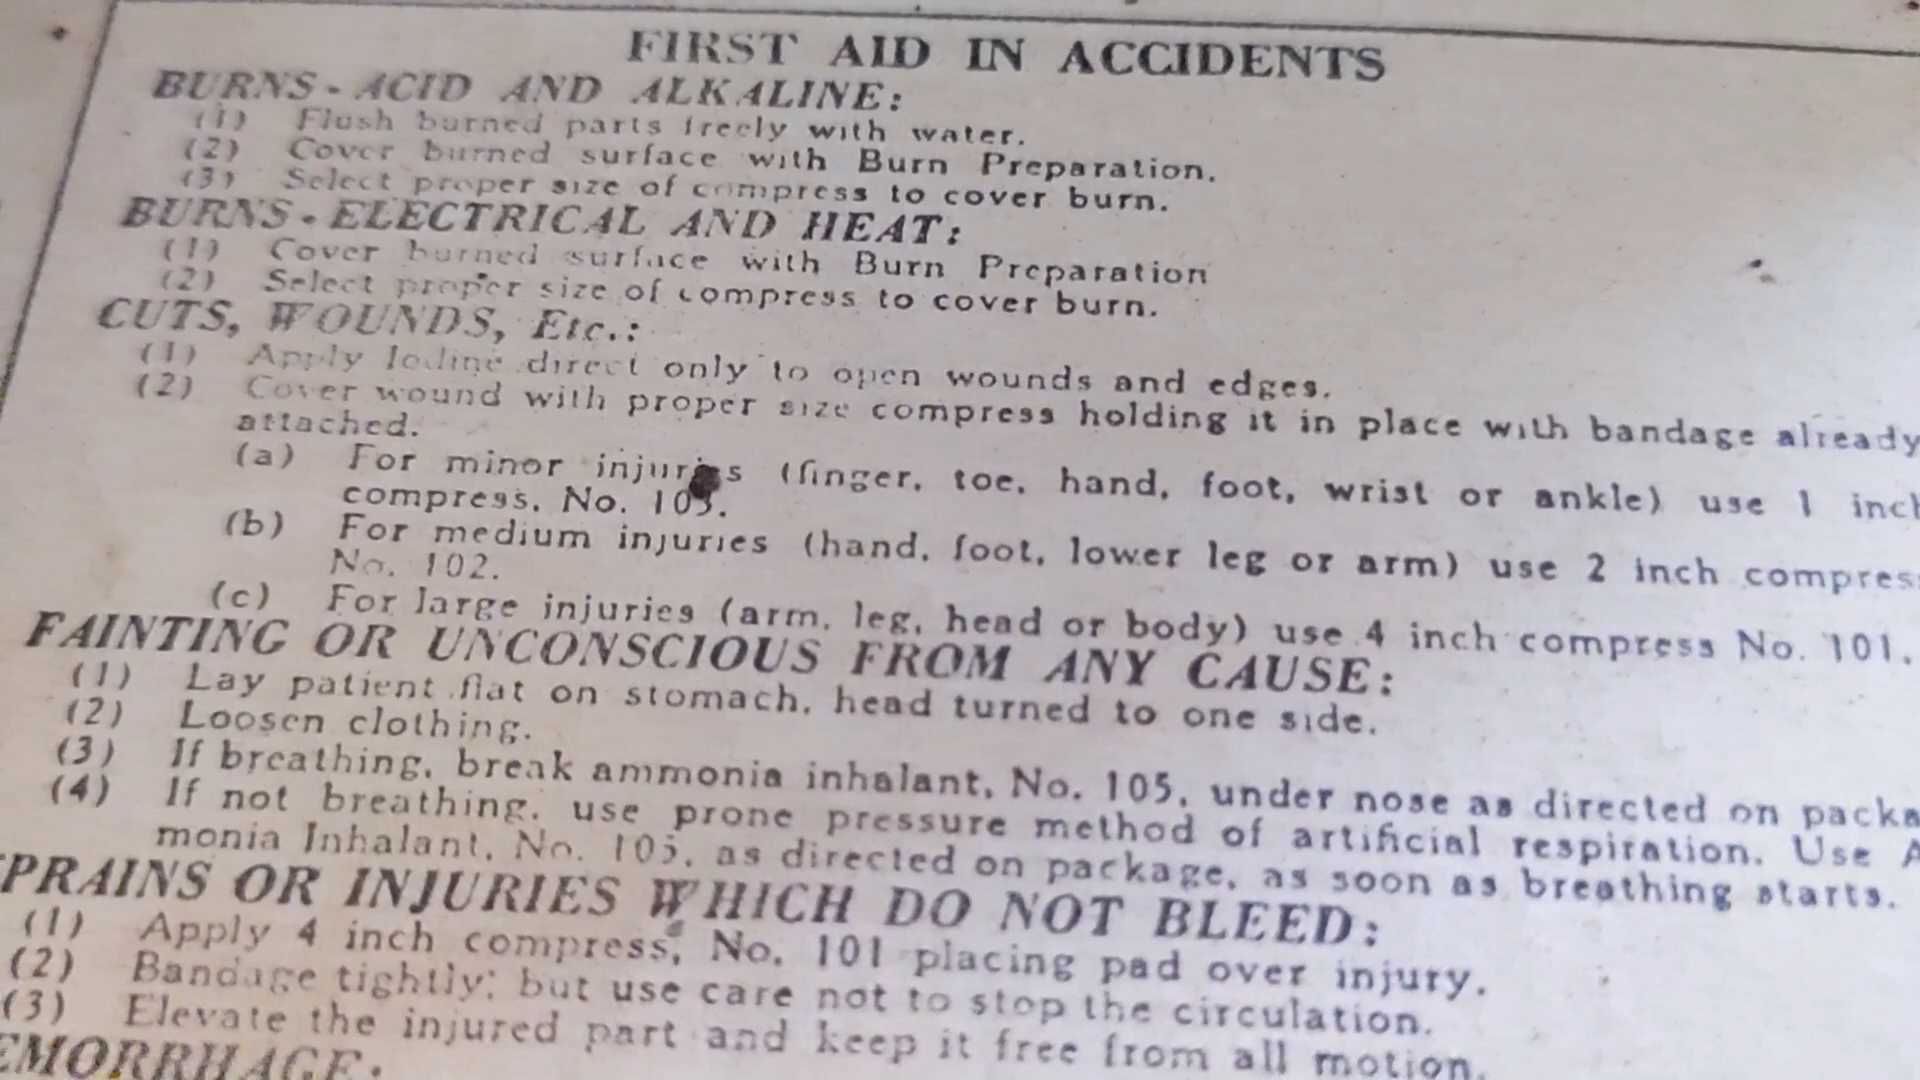 FIRST AID IN ACCIDENTS
BURNS - ACID AND ALKALINE:
(1) Flush burned parts freely with water.
(2) Cover burned surface with Burn Preparation.
(3) Select proper size of compress to cover burn.
BURNS - ELECTRICAL AND HEAT:
(1) Cover burned surface with Burn Preparation
(2) Select proper size of compress to cover burn.
CUTS, WOUNDS, Etc.:
(1) Apply Iodine direct only to open wounds and edges.
(2) Cover wound with proper size compress holding it in place with bandage already
attached.
(a) For minor injuries (finger, toe, hand, foot, wrist or ankle) use 1 inch
compress, No. 103.
(b) For medium injuries (hand, foot, lower leg or arm) use 2 inch compres
No. 102.
(c) For large injuries (arm, leg, head or body) use 4 inch compress No. 101.
FAINTING OR UNCONSCIOUS FROM ANY CAUSE:
(1) Lay patient flat on stomach, head turned to one side.
(2) Loosen clothing.
(3) If breathing, break ammonia inhalant, No. 105, under nose as directed on packa
(4) If not breathing, use prone pressure method of artificial respiration. Use A
monia Inhalant, No. 105, as directed on package, as soon as breathing starts.
PRAINS OR INJURIES WHICH DO NOT BLEED:
(1) Apply 4 inch compress, No. 101 placing pad over injury.
(2) Bandage tightly; but use care not to stop the circulation.
(3) Elevate the injured part and keep it free from all motion.
EMORRHAGE: